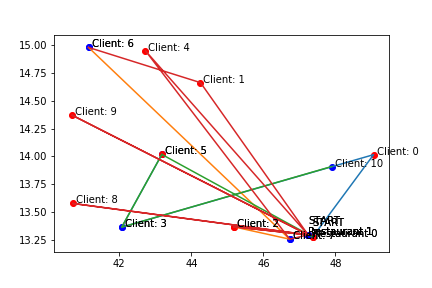 15.00
14.75
14.50
14.25
14.00
13.75
13.50
13.25
42
44
46
48
Client: 6
Client: 4
Client: 1
Client: 9
Client: 5
Client: 0
Client: 10
Client: 8
Client: 3
Client: 2
START
START